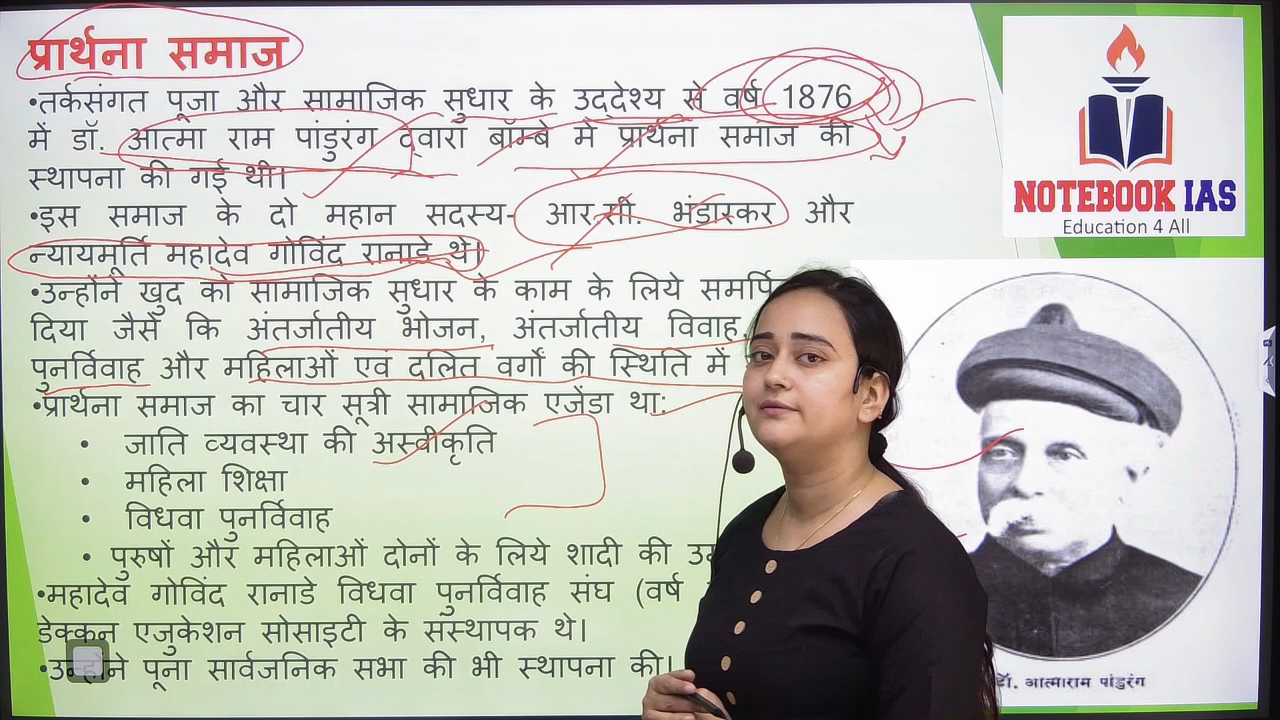 प्रार्थना समाज
•तर्कसंगत पूजा और सामाजिक सुधार के उद्देश्य से वर्ष 1876
में डॉ. आत्मा राम पांडुरंग द्वारा बॉम्बे में प्रार्थना समाज की
स्थापना की गई थी।
•इस समाज के दो महान सदस्य- आर.सी. भंडारकर और
न्यायमूर्ति महादेव गोविंद रानाडे थे।
•उन्होंने खुद को सामाजिक सुधार के काम के लिये
दिया जैसे कि अंतर्जातीय भोजन, अंतर्जातीय विवाह,
पुनर्विवाह और महिलाओं एवं दलित वर्गों की स्थिति में
•प्रार्थना समाज का चार सूत्री सामाजिक एजेंडा था:
• जाति व्यवस्था की अस्वीकृति
• महिला शिक्षा
• विधवा पुनर्विवाह
• पुरुषों और महिलाओं दोनों के लिये शादी की
•महादेव गोविंद रानाडे विधवा पुनर्विवाह संघ (वर्ष
डेक्कन एजुकेशन सोसाइटी के संस्थापक थे।
•उन्होंने पूना सार्वजनिक सभा की भी स्थापना की।
NOTEBOOK IAS
Education 4 All
डॉ. आत्माराम पांडुरंग